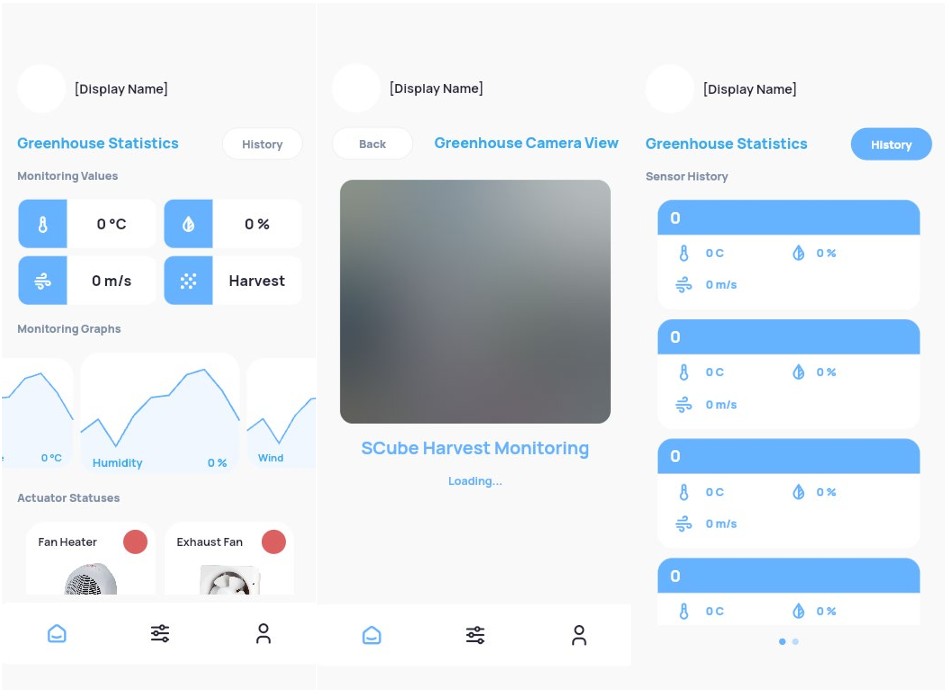 [Display Name]
Greenhouse Statistics
History
Monitoring Values
0 °C
0 %
0 m/s
Harvest
Monitoring Graphs
e
0 °C
Humidity
0 %
Wind
Actuator Statuses
Fan Heater
Exhaust Fan
[Display Name]
Back
Greenhouse Camera View
SCube Harvest Monitoring
Loading...
[Display Name]
Greenhouse Statistics
History
Sensor History
0
0 C
0 %
0 m/s
0
0 C
0 %
0 m/s
0
0 C
0 %
0 m/s
0
0 C
0 %